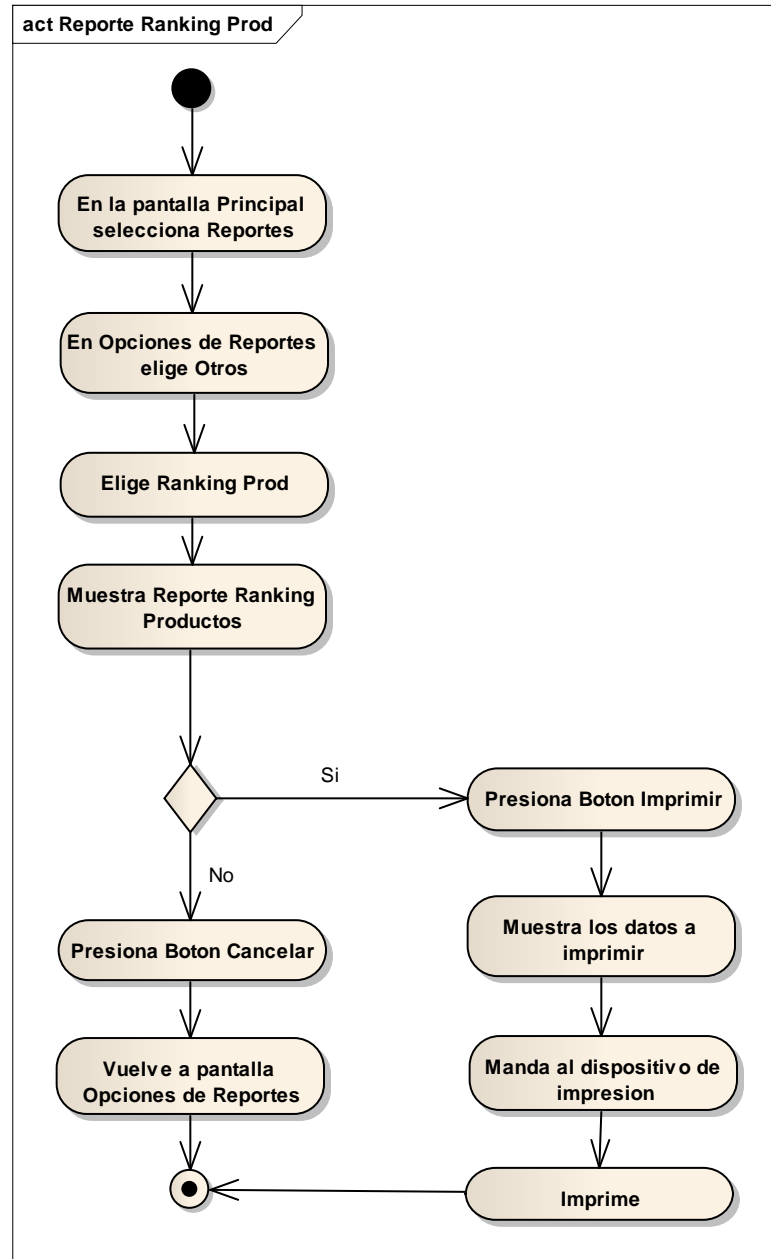 act Reporte Ranking Prod
En la pantalla Principal
selecciona Reportes
En Opciones de Reportes
elige Otros
Elige Ranking Prod
Muestra Reporte Ranking
Productos
Si
Presiona Boton Imprimir
No
Muestra los datos a
imprimir
Presiona Boton Cancelar
Manda al dispositivo de
impresion
Vuelve a pantalla
Opciones de Reportes
Imprime